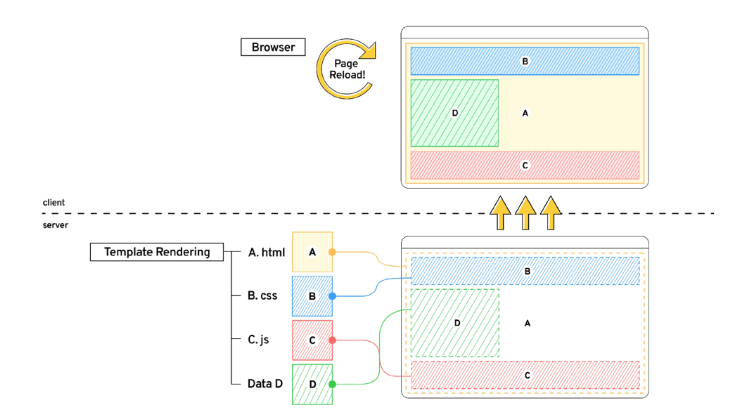 Browser
Page
Reload!
B
D
A
C
client
server
Template Rendering
A. html
A
B. css
B
C. js
C
Data D
D
B
D
A
C